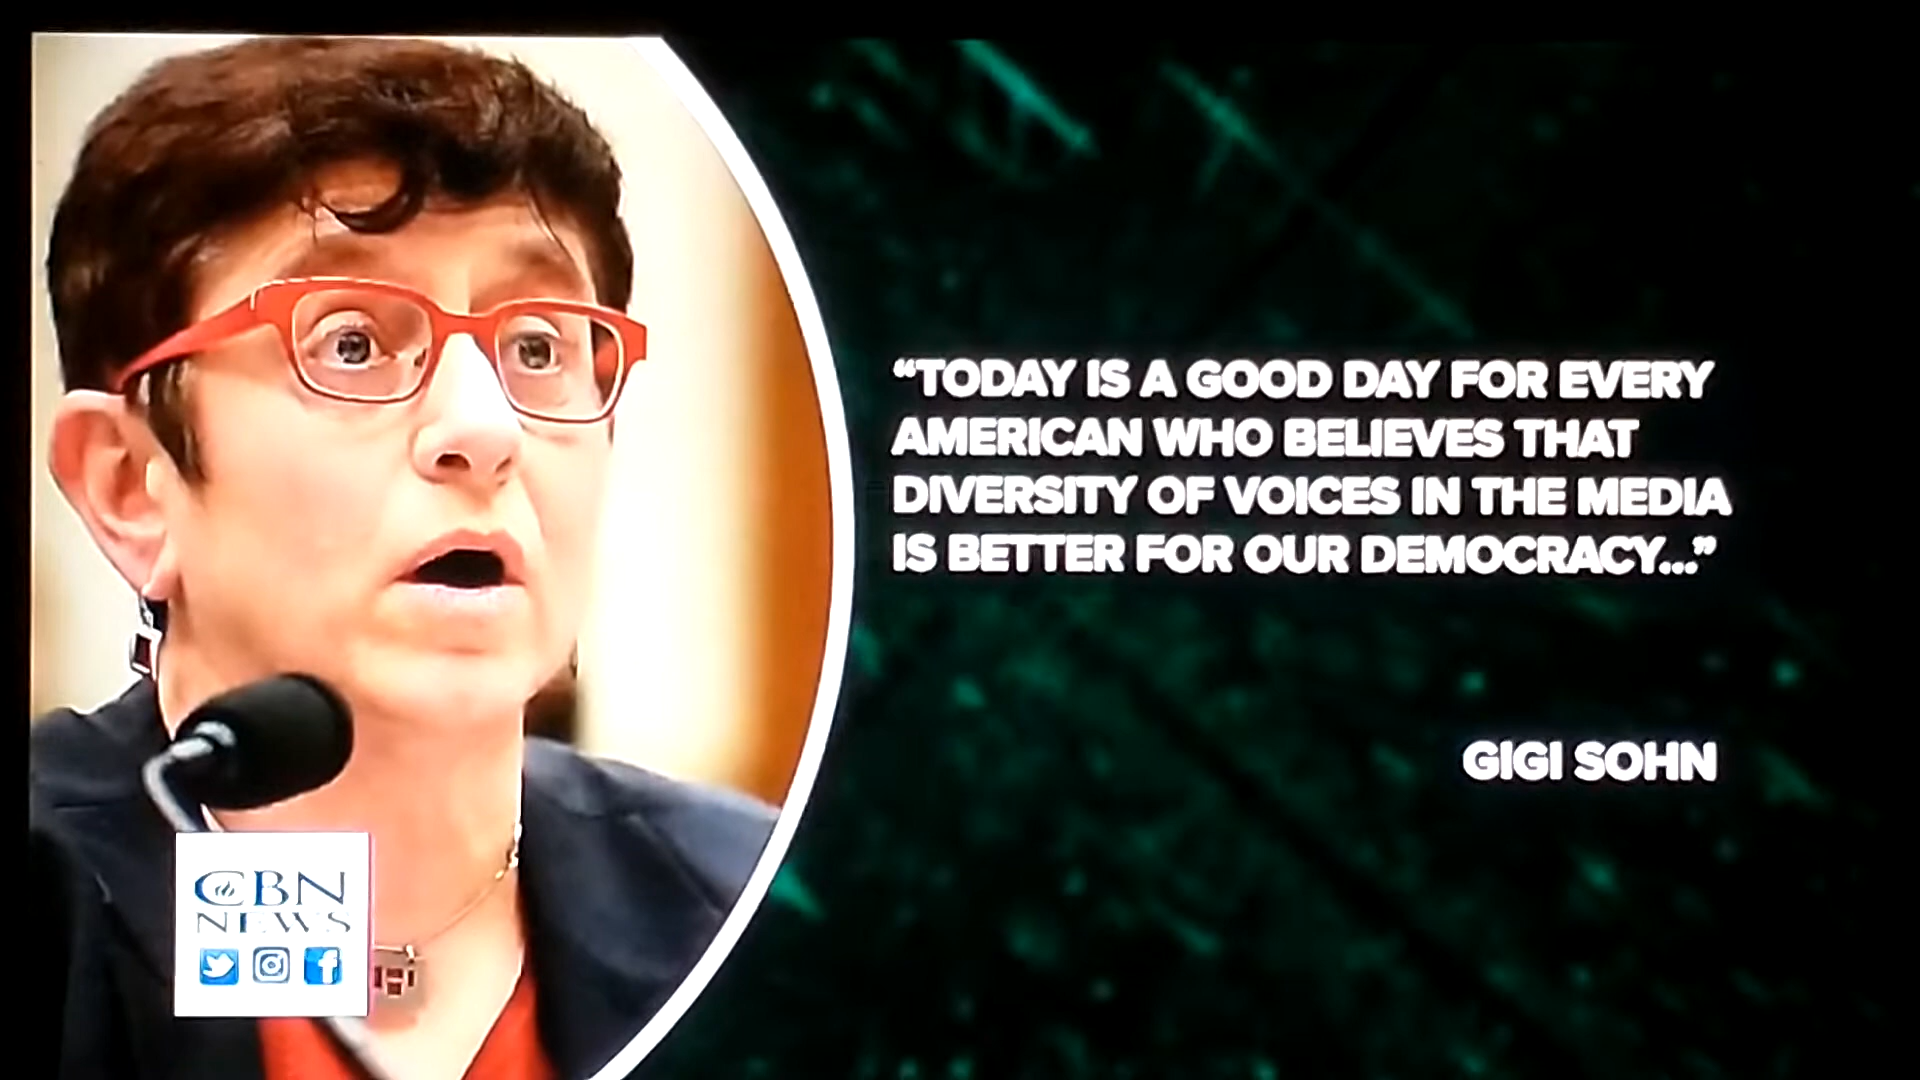 “TODAY IS A GOOD DAY FOR EVERY
AMERICAN WHO BELIEVES THAT
DIVERSITY OF VOICES IN THE MEDIA
IS BETTER FOR OUR DEMOCRACY...”
GIGI SOHN
CBN
NEWS